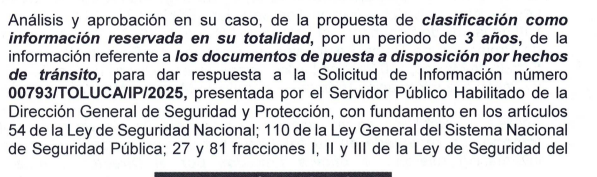 Análisis y aprobación en su caso, de la propuesta de clasificación como
información reservada en su totalidad, por un periodo de 3 años, de la
información referente a los documentos de puesta a disposición por hechos
de tránsito, para dar respuesta a la Solicitud de Información número
00793/TOLUCA/IP/2025, presentada por el Servidor Público Habilitado de la
Dirección General de Seguridad y Protección, con fundamento en los artículos
54 de la Ley de Seguridad Nacional; 110 de la Ley General del Sistema Nacional
de Seguridad Pública; 27 y 81 fracciones I, II y III de la Ley de Seguridad del